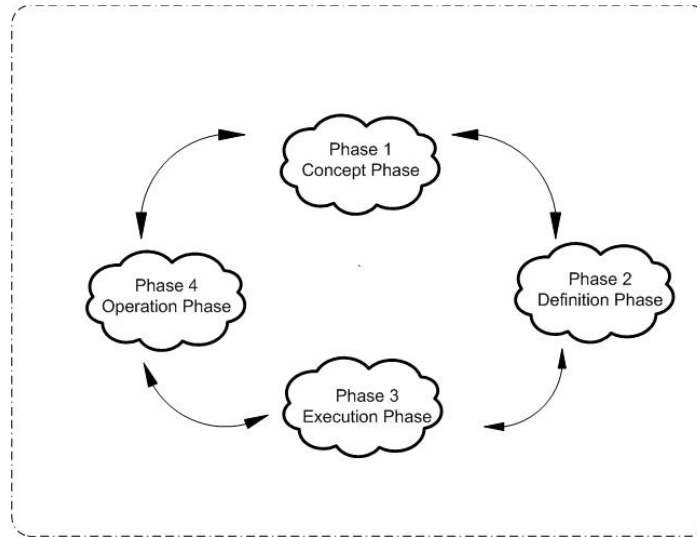 Phase 1
Concept Phase
Phase 4
Operation Phase
Phase 2
Definition Phase
Phase 3
Execution Phase